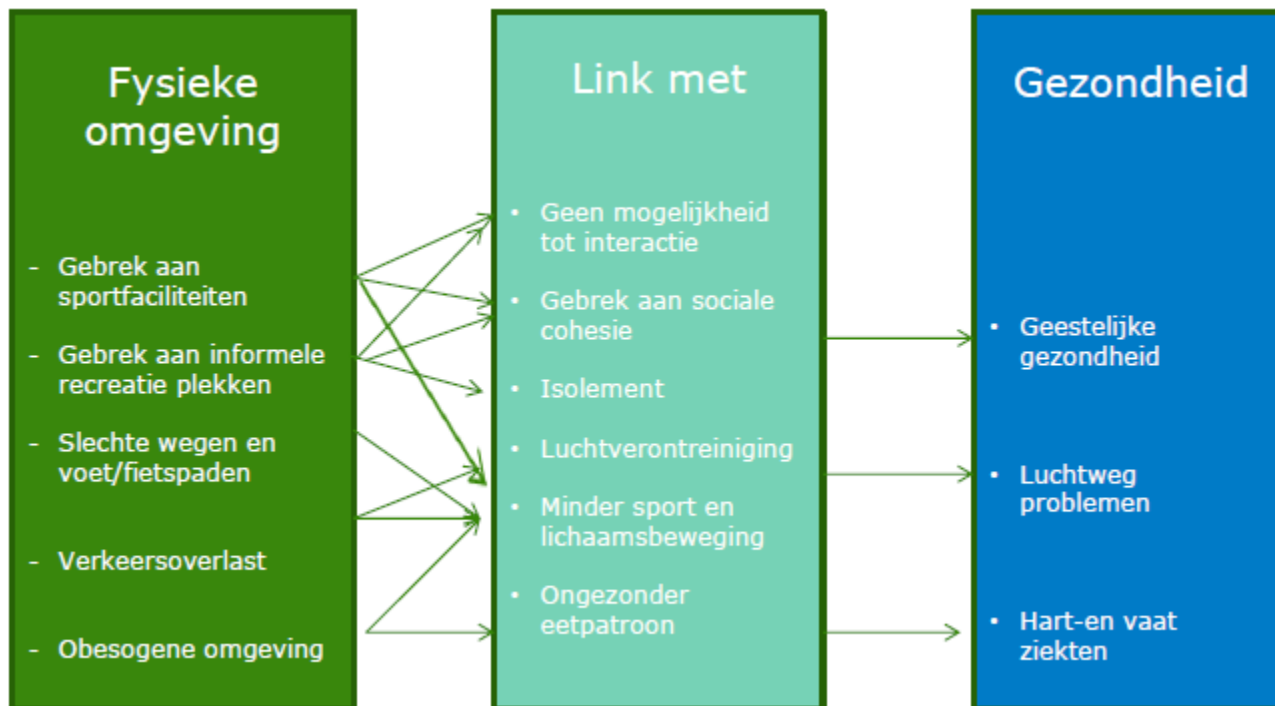 Fysieke
omgeving
- Gebrek aan
sportfaciliteiten
- Gebrek aan informele
recreatie plekken
- Slechte wegen en
voet/fietspaden
- Verkeersoverlast
- Obesogene omgeving
Link met
• Geen mogelijkheid
tot interactie
• Gebrek aan sociale
cohesie
• Isolement
• Luchtverontreiniging
• Minder sport en
lichaamsbeweging
• Ongezonder
eetpatroon
Gezondheid
• Geestelijke
gezondheid
• Luchtweg
problemen
• Hart-en vaat
ziekten